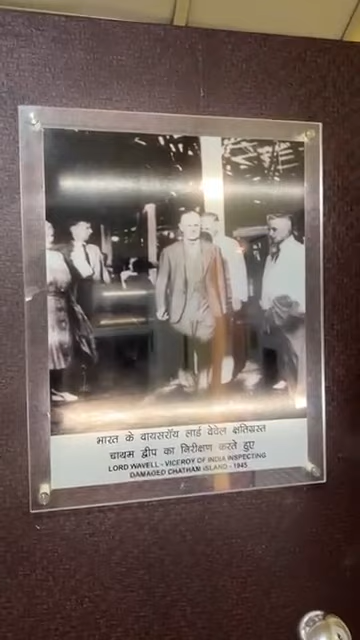 भारत के वायसरॉय लार्ड वेवेल क्षतिग्रस्त
चाथम द्वीप का निरीक्षण करते हुए
LORD WAVELL - VICEROY OF INDIA INSPECTING
DAMAGED CHATHAM ISLAND - 1945